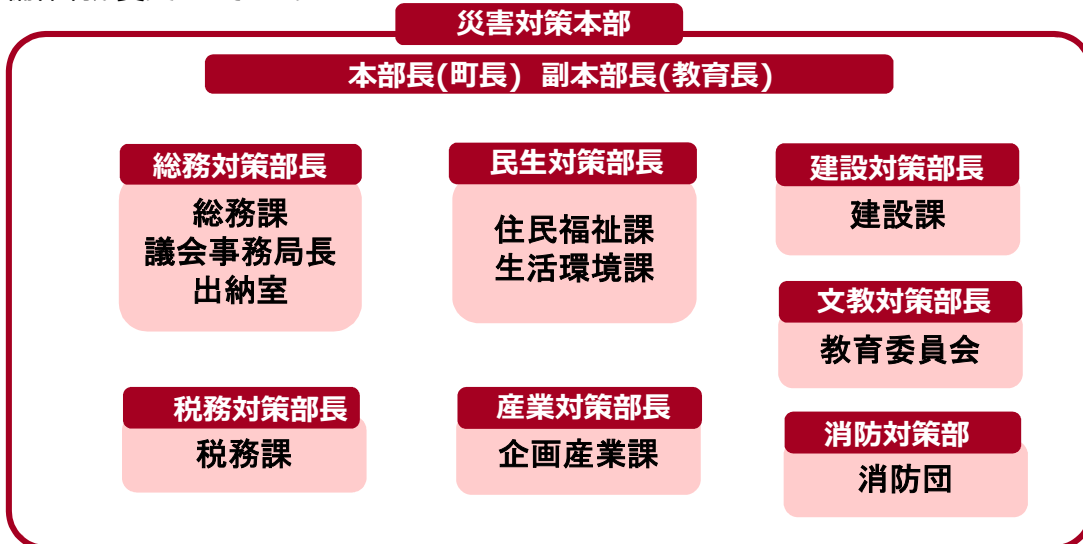 災害対策本部
本部長(町長) 副本部長(教育長)
総務対策部長
総務課
議会事務局長
出納室
民生対策部長
住民福祉課
生活環境課
建設対策部長
建設課
文教対策部長
教育委員会
税務対策部長
税務課
産業対策部長
企画産業課
消防対策部
消防団